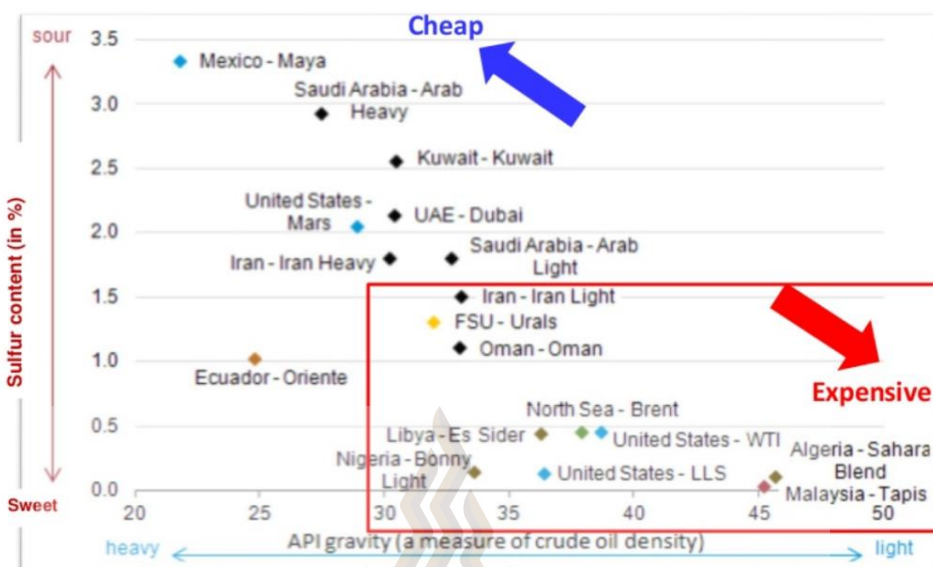 Cheap
sour
3.5
Mexico - Maya
Saudi Arabia - Arab
Heavy
3.0
Kuwait - Kuwait
2.5
United States -
Mars
UAE - Dubai
2.0
Saudi Arabia - Arab
Light
Iran - Iran Heavy
Sulfur content (in %)
1.5
Iran - Iran Light
FSU - Urals
Oman - Oman
1.0
Ecuador - Oriente
Expensive
North Sea - Brent
0.5
Libya - Es Sider
United States - WTI
Nigeria - Bonny
Light
United States - LLS
Algeria - Sahara
Blend
Malaysia - Tapis
0.0
Sweet
20 25 30 35 40 45 50
heavy
API gravity (a measure of crude oil density)
light